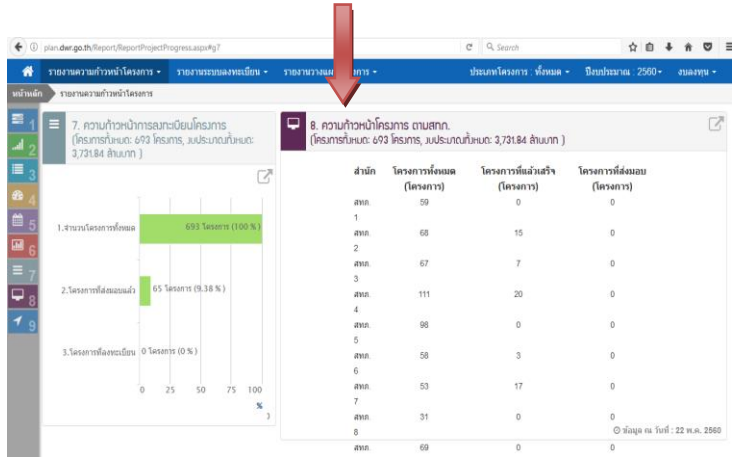 plan.dwr.go.th/Report/ReportProjectProgress.aspx#g7
Search
รายงานความก้าวหน้าโครงการ
รายงานระบบลงทะเบียน
ประเภทโครงการ : ทั้งหมด
ปีงบประมาณ : 2560
งบลงทุน
หน้าหลัก
รายงานความก้าวหน้าโครงการ
1
2
3
4
5
6
7
8
9
7. ความก้าวหน้าการลงทะเบียนโครงการ
(โครงการทั้งหมด: 693 โครงการ, งบประมาณทั้งหมด:
3,731.84 ล้านบาท )
1.จำนวนโครงการทั้งหมด
693 โครงการ (100 %)
2.โครงการที่ส่งมอบแล้ว
65 โครงการ (9.38 %)
3.โครงการที่ลงทะเบียน
0 โครงการ (0 %)
0 25 50 75 100
%
8. ความก้าวหน้าโครงการ ตามสทภ.
(โครงการทั้งหมด: 693 โครงการ, งบประมาณทั้งหมด: 3,731.84 ล้านบาท )
สำนัก โครงการทั้งหมด โครงการที่แล้วเสร็จ โครงการที่ส่งมอบ
(โครงการ) (โครงการ) (โครงการ)
สทภ. 59 0 0
1
สทภ. 68 15 0
2
สทภ. 67 7 0
3
สทภ. 111 20 0
4
สทภ. 98 0 0
5
สทภ. 58 3 0
6
สทภ. 53 17 0
7
สทภ. 31 0 0
8
สทภ. 69 0 0
ข้อมูล ณ วันที่ : 22 พ.ค. 2560